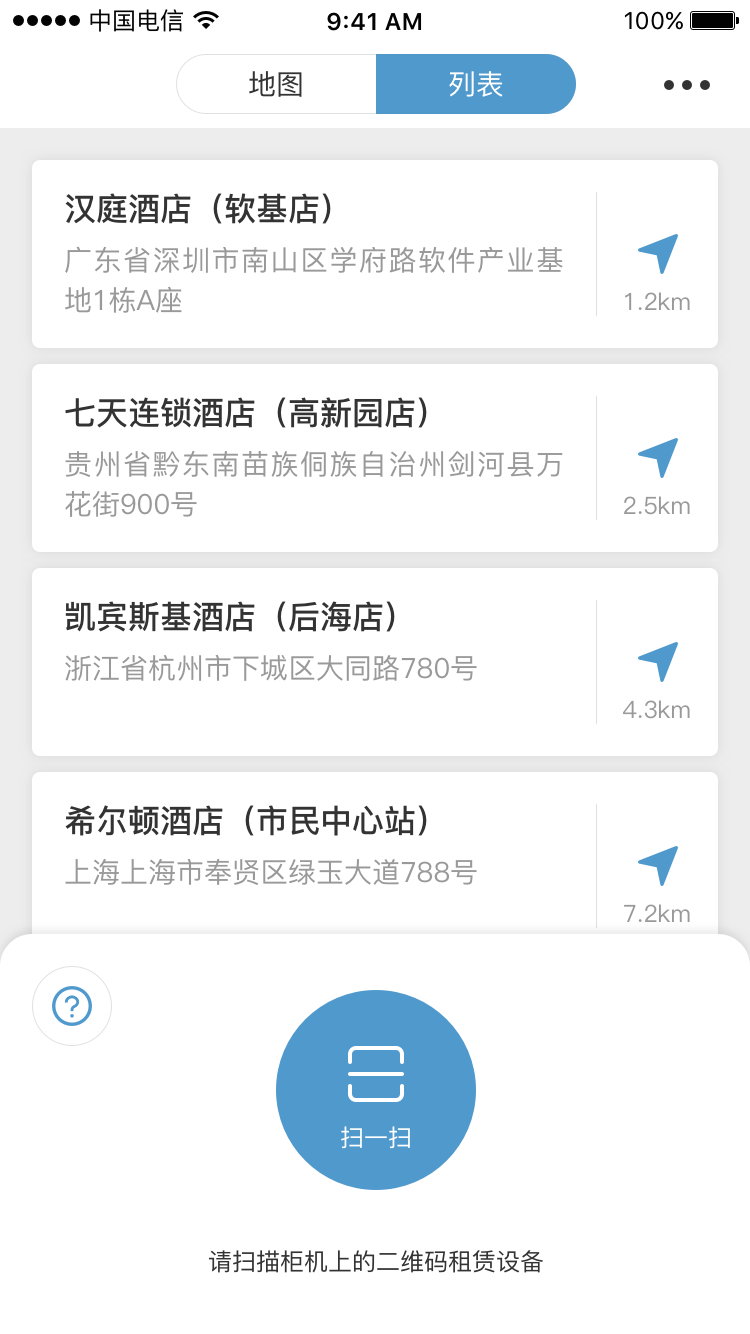 中国电信
9:41 AM
100%
地图
列表
汉庭酒店（软基店）
广东省深圳市南山区学府路软件产业基
地1栋A座
1.2km
七天连锁酒店（高新园店）
贵州省黔东南苗族侗族自治州剑河县万
花街900号
2.5km
凯宾斯基酒店（后海店）
浙江省杭州市下城区大同路780号
4.3km
希尔顿酒店（市民中心站）
上海上海市奉贤区绿玉大道788号
7.2km
?
扫一扫
请扫描柜机上的二维码租赁设备